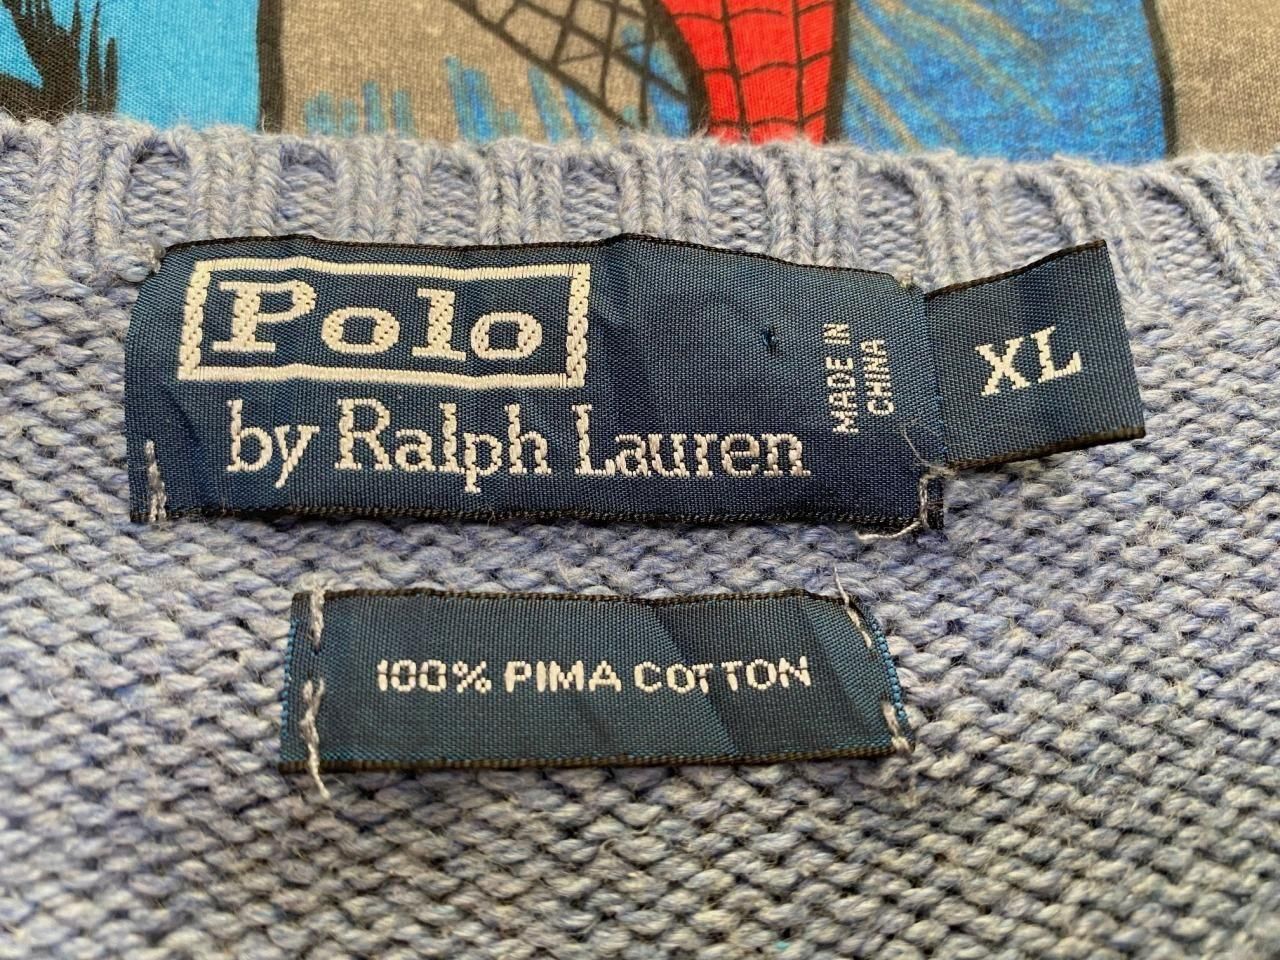 Polo
by Ralph Lauren
MADE IN
CHINA
XL
100% PIMA COTTON